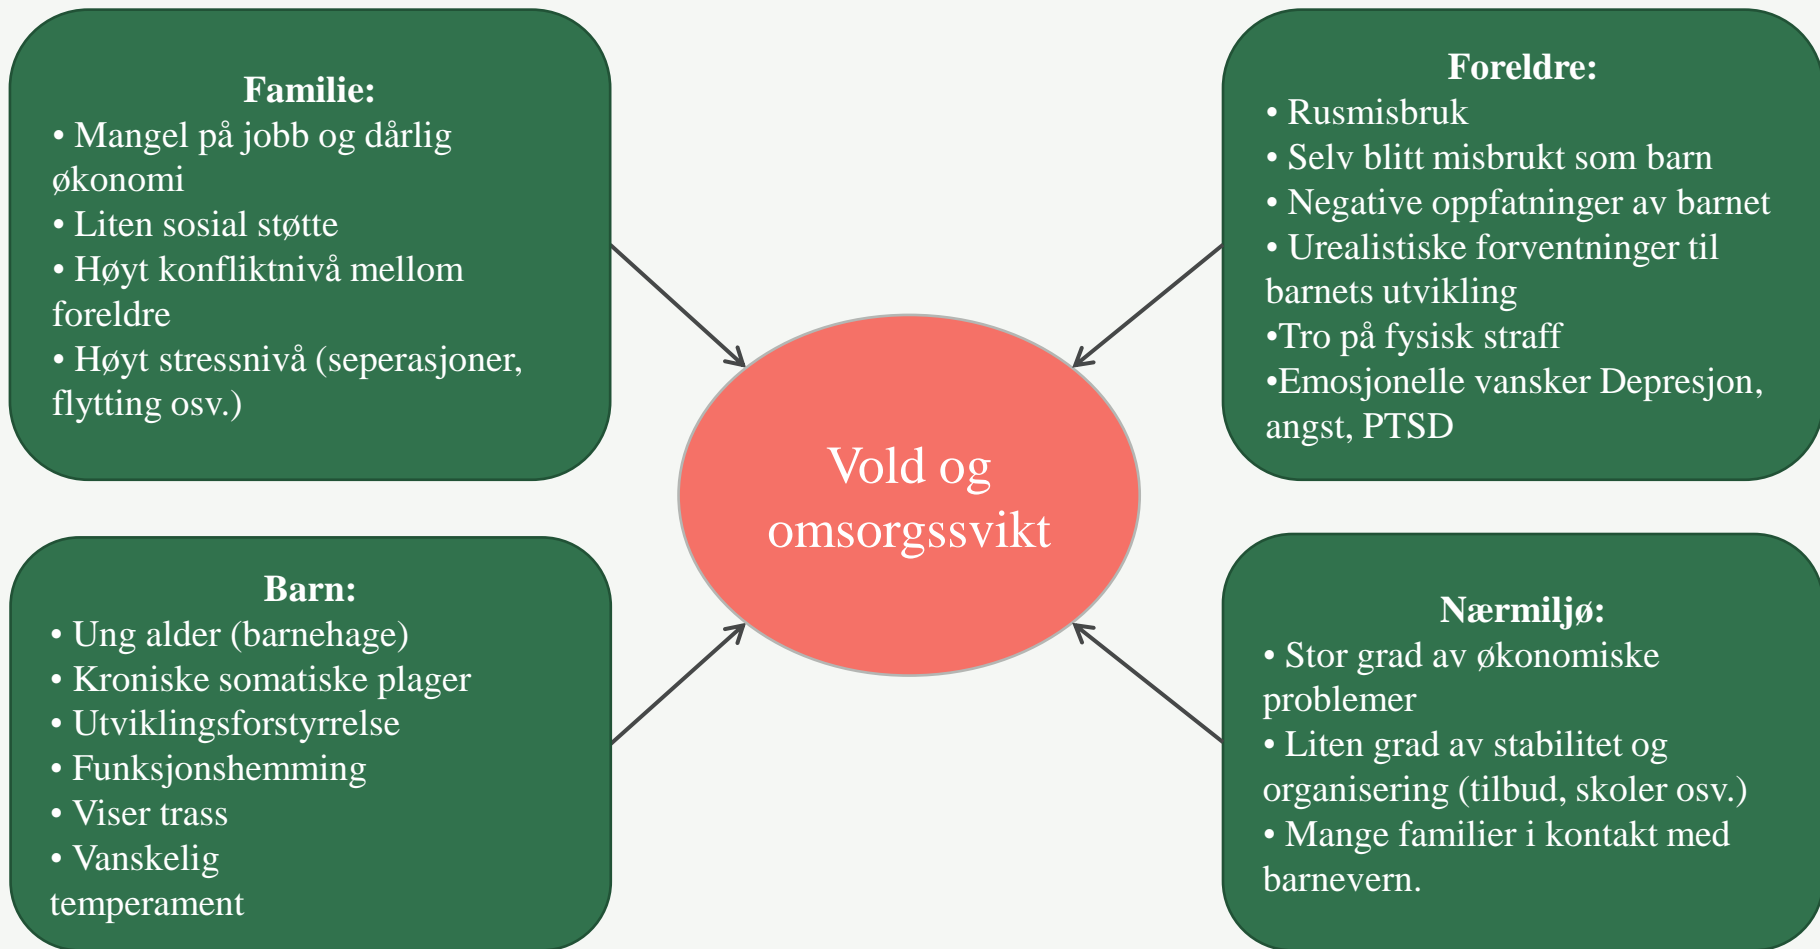 Familie:
• Mangel på jobb og dårlig
økonomi
• Liten sosial støtte
• Høyt konfliktnivå mellom
foreldre
• Høyt stressnivå (seperasjoner,
flytting osv.)
Foreldre:
• Rusmisbruk
• Selv blitt misbrukt som barn
• Negative oppfatninger av barnet
• Urealistiske forventninger til
barnets utvikling
•Tro på fysisk straff
•Emosjonelle vansker Depresjon,
angst, PTSD
Vold og
omsorgssvikt
Barn:
• Ung alder (barnehage)
• Kroniske somatiske plager
• Utviklingsforstyrrelse
• Funksjonshemming
• Viser trass
• Vanskelig
temperament
Nærmiljø:
• Stor grad av økonomiske
problemer
• Liten grad av stabilitet og
organisering (tilbud, skoler osv.)
• Mange familier i kontakt med
barnevern.